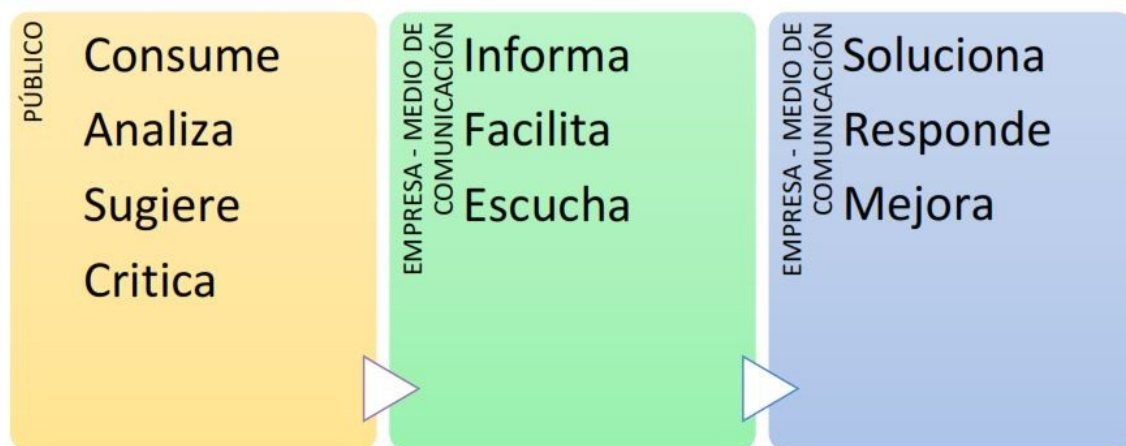 PÚBLICO
Consume
Analiza
Sugiere
Critica
EMPRESA - MEDIO DE
COMUNICACIÓN
Informa
Facilita
Escucha
EMPRESA - MEDIO DE
COMUNICACIÓN
Soluciona
Responde
Mejora